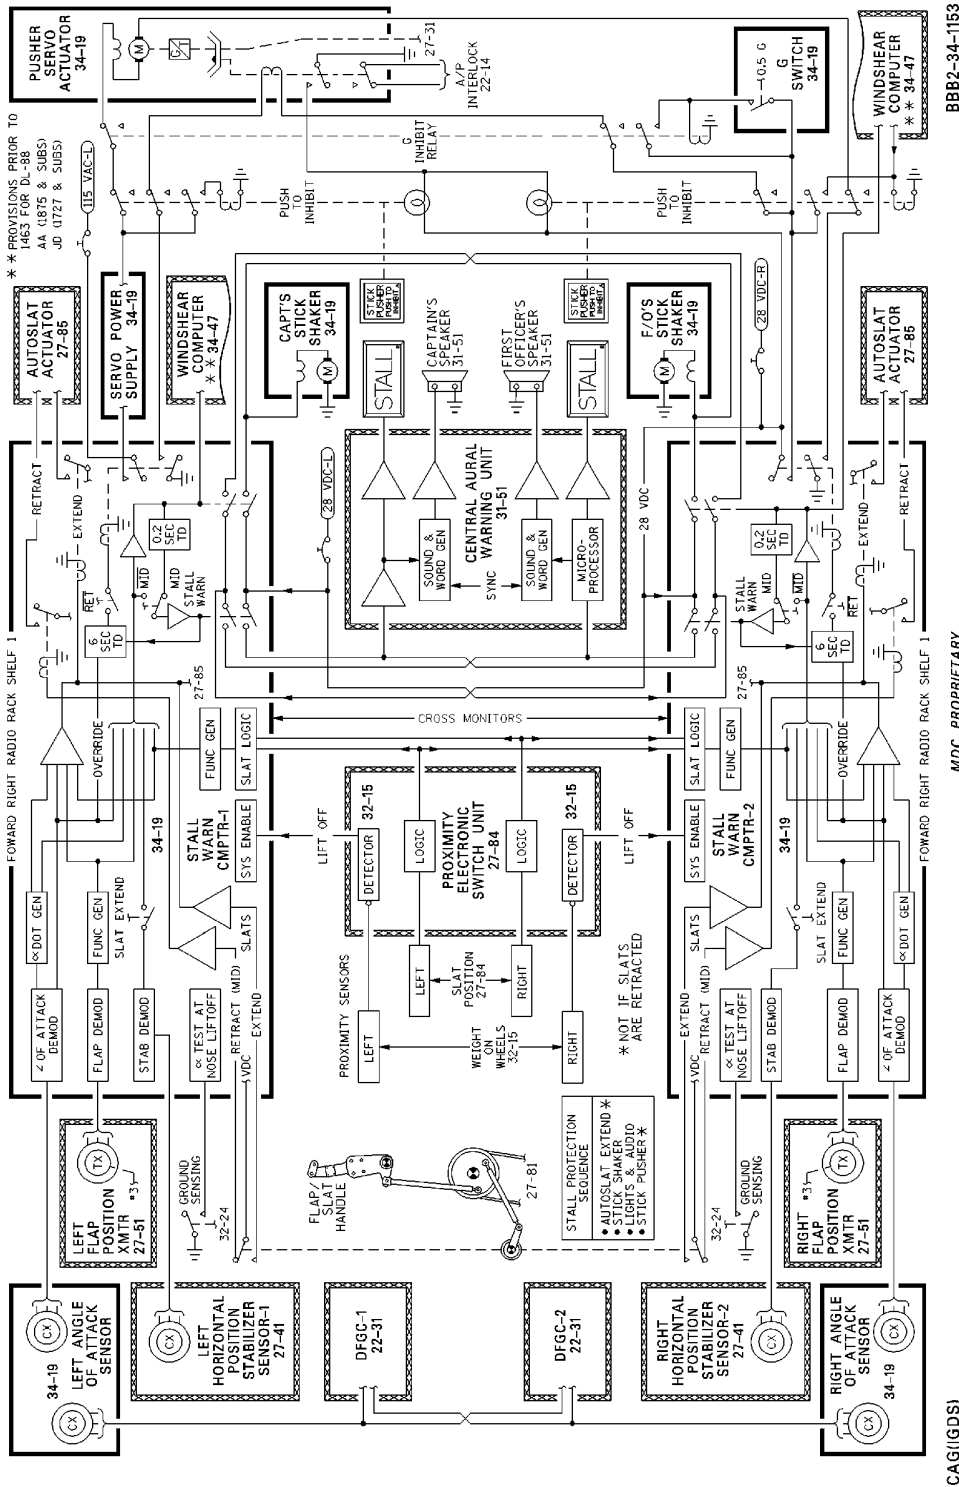 34-19
CX
CX
LEFT ANGLE
OF ATTACK
SENSOR
LEFT
FLAP
POSITION
XMTR
27-51
TX
#3
LEFT
HORIZONTAL
POSITION
STABILIZER
SENSOR-1
27-41
CX
GROUND
SENSING
32-24
DFGC-1
22-31
DFGC-2
22-31
FLAP/
SLAT
HANDLE
27-81
STALL PROTECTION
SEQUENCE
● AUTOSLAT EXTEND *
● STICK SHAKER
● LIGHTS & AUDIO
● STICK PUSHER *
RIGHT
HORIZONTAL
POSITION
STABILIZER
SENSOR-2
27-41
CX
32-24
GROUND
SENSING
RIGHT
FLAP
POSITION
XMTR
27-51
TX
#3
RIGHT ANGLE
OF ATTACK
SENSOR
34-19
CX
CX
FOWARD RIGHT RADIO RACK SHELF 1
∠ OF ATTACK
DEMOD
∝ DOT GEN
FLAP DEMOD
FUNC GEN
SLAT EXTEND
STAB DEMOD
∝ TEST AT
NOSE LIFTOFF
RETRACT (MID)
VDC
EXTEND
SLATS
34-19
STALL
WARN
CMPTR-1
SYS ENABLE
FUNC GEN
SLAT LOGIC
OVERRIDE
27-85
6
SEC
TD
RET
MID
MID
STALL
WARN
0.2
SEC
TD
RETRACT
EXTEND
LIFT OFF
CROSS MONITORS
PROXIMITY SENSORS
LEFT
LEFT
SLAT
POSITION
27-84
RIGHT
WEIGHT
ON
WHEELS
32-15
RIGHT
32-15
DETECTOR
LOGIC
PROXIMITY
ELECTRONIC
SWITCH UNIT
27-84
LOGIC
DETECTOR
32-15
* NOT IF SLATS
ARE RETRACTED
LIFT OFF
CENTRAL AURAL
WARNING UNIT
31-51
SOUND &
WORD GEN
SYNC
SOUND &
WORD GEN
MICRO-
PROCESSOR
28 VDC-L
28 VDC
28 VDC-R
STALL
STALL
CAPTAIN'S
SPEAKER
31-51
FIRST
OFFICER'S
SPEAKER
31-51
STICK
PUSHER
PUSH TO
INHIBIT
STICK
PUSHER
PUSH TO
INHIBIT
CAPT'S
STICK
SHAKER
34-19
M
F/O'S
STICK
SHAKER
34-19
M
EXTEND
VDC
RETRACT (MID)
SLATS
∝ TEST AT
NOSE LIFTOFF
STAB DEMOD
SLAT EXTEND
FLAP DEMOD
FUNC GEN
∠ OF ATTACK
DEMOD
∝ DOT GEN
SYS ENABLE
STALL
WARN
CMPTR-2
34-19
SLAT LOGIC
FUNC GEN
OVERRIDE
27-85
STALL
WARN
MID
MID
0.2
SEC
TD
6
SEC
TD
RET
EXTEND
RETRACT
FOWARD RIGHT RADIO RACK SHELF 1
AUTOSLAT
ACTUATOR
27-85
SERVO POWER
SUPPLY 34-19
WINDSHEAR
COMPUTER
* * 34-47
AUTOSLAT
ACTUATOR
27-85
* * PROVISIONS PRIOR TO
1463 FOR DL-88
AA (1875 & SUBS)
JD (1727 & SUBS)
115 VAC-L
PUSH
TO
INHIBIT
PUSH
TO
INHIBIT
G
INHIBIT
RELAY
PUSHER
SERVO
ACTUATOR
34-19
M
G
27-31
A/P
INTERLOCK
22-14
0.5 G
G
SWITCH
34-19
WINDSHEAR
COMPUTER
* * 34-47
CAG(IGDS)
MDC PROPRIETARY
BBB2-34-1153